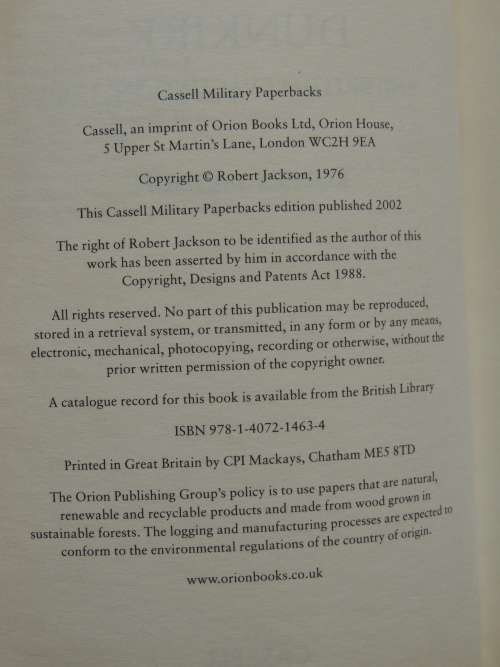 Cassell Military Paperbacks
Cassell, an imprint of Orion Books Ltd, Orion House,
5 Upper St Martin's Lane, London WC2H 9EA
Copyright © Robert Jackson, 1976
This Cassell Military Paperbacks edition published 2002
The right of Robert Jackson to be identified as the author of this
work has been asserted by him in accordance with the
Copyright, Designs and Patents Act 1988.
All rights reserved. No part of this publication may be reproduced,
stored in a retrieval system, or transmitted, in any form or by any means,
electronic, mechanical, photocopying, recording or otherwise, without the
prior written permission of the copyright owner.
A catalogue record for this book is available from the British Library
ISBN 978-1-4072-1463-4
Printed in Great Britain by CPI Mackays, Chatham ME5 8TD
The Orion Publishing Group's policy is to use papers that are natural,
renewable and recyclable products and made from wood grown in
sustainable forests. The logging and manufacturing processes are expected to
conform to the environmental regulations of the country of origin.
www.orionbooks.co.uk